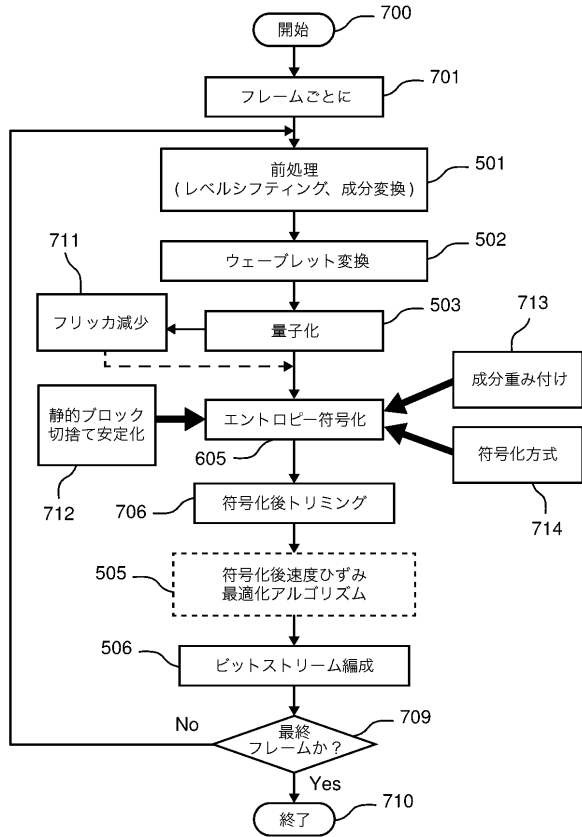 開始
700
フレームごとに
701
前処理
(レベルシフティング、成分変換)
501
ウェーブレット変換
502
711
フリッカ減少
量子化
503
713
成分重み付け
静的ブロック
切捨て安定化
712
エントロピー符号化
605
符号化方式
714
706
符号化後トリミング
505
符号化後速度ひずみ
最適化アルゴリズム
506
ビットストリーム編成
No
最終
フレームか？
709
Yes
終了
710